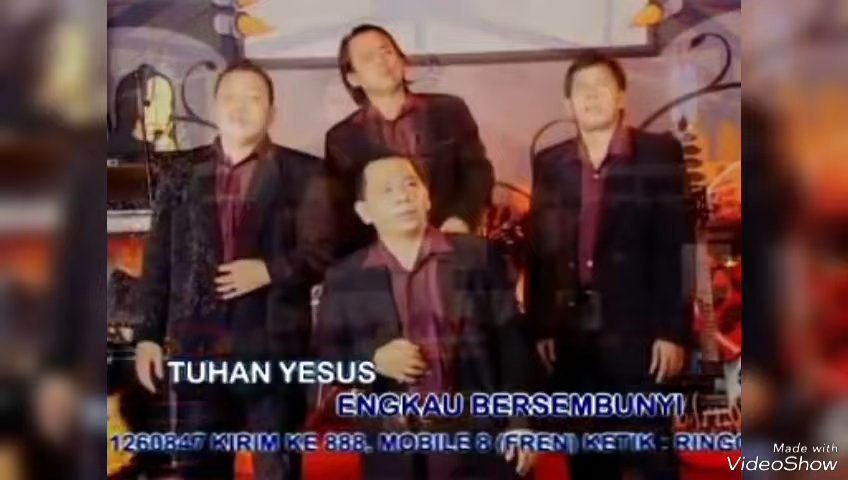 TUHAN YESUS
ENGKAU BERSEMBUNYI
1260847 KIRIM KE 888, MOBILE 8 (FREN) KETIK : RINGO
Made with
VideoShow